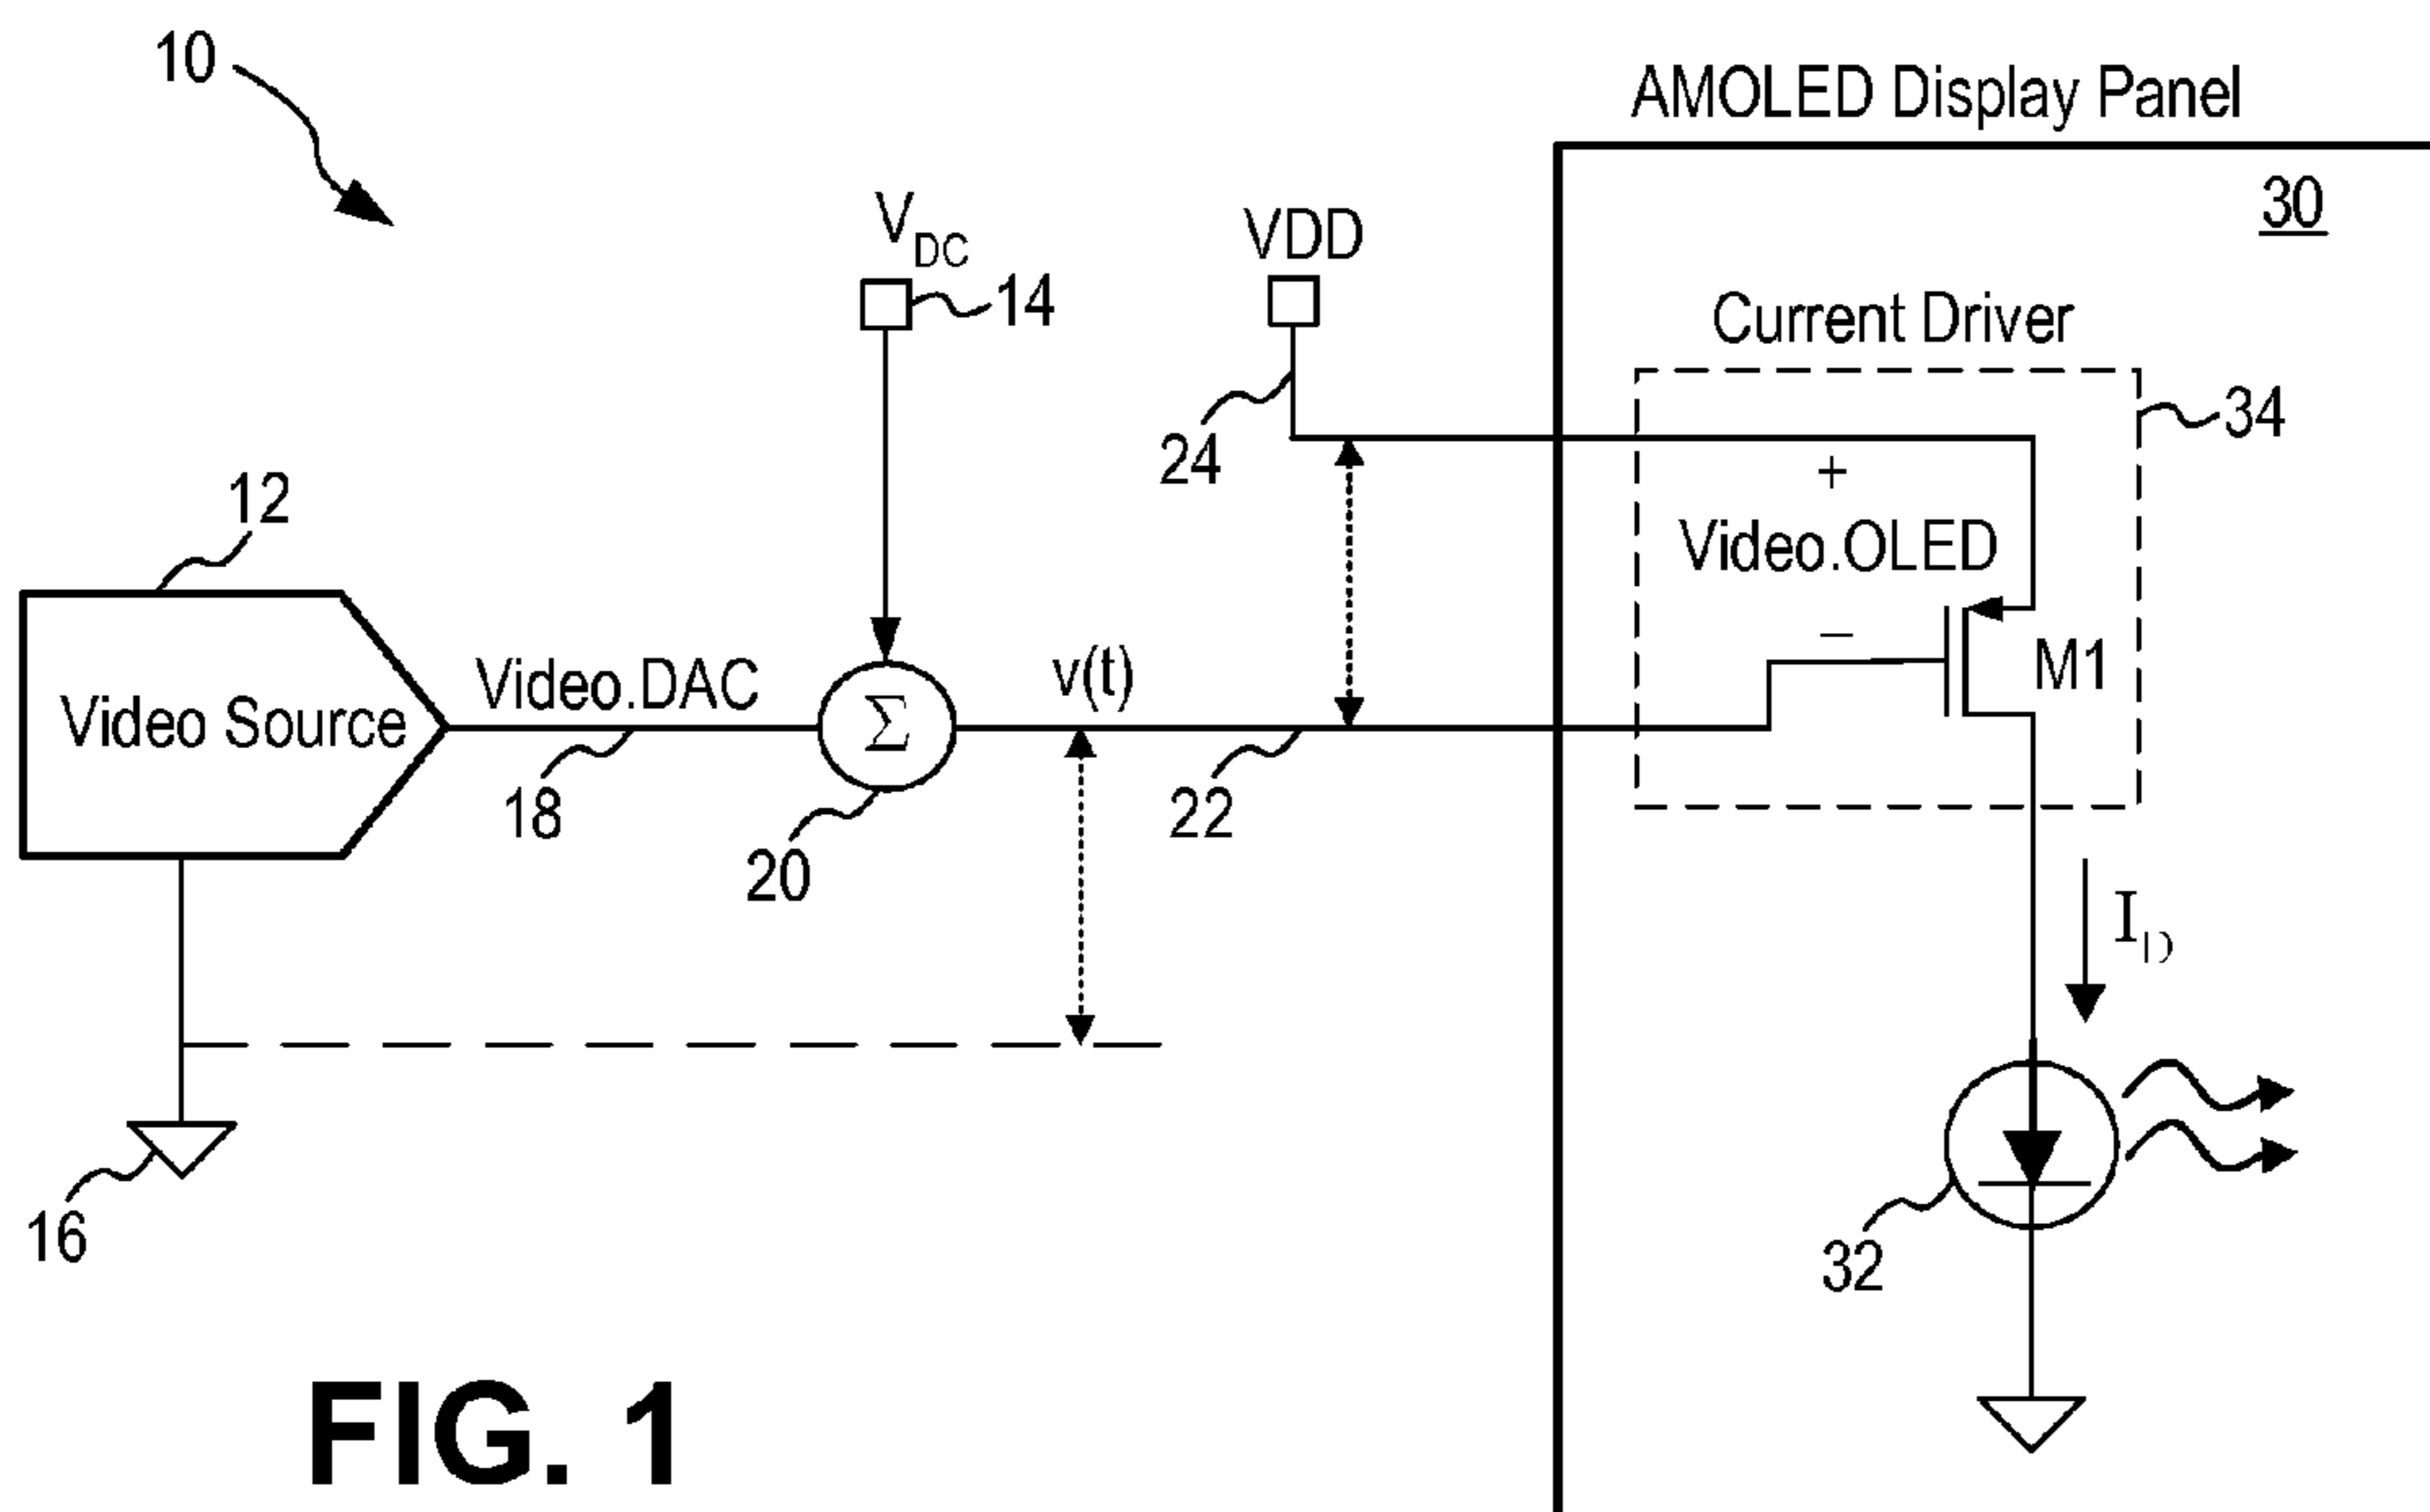 10
AMOLED Display Panel
30
VDC
14
VDD
Current Driver
34
24
+
Video.OLED
12
Video Source
Video.DAC
Σ
v(t)
−
M1
18
20
22
ID
16
32
FIG. 1